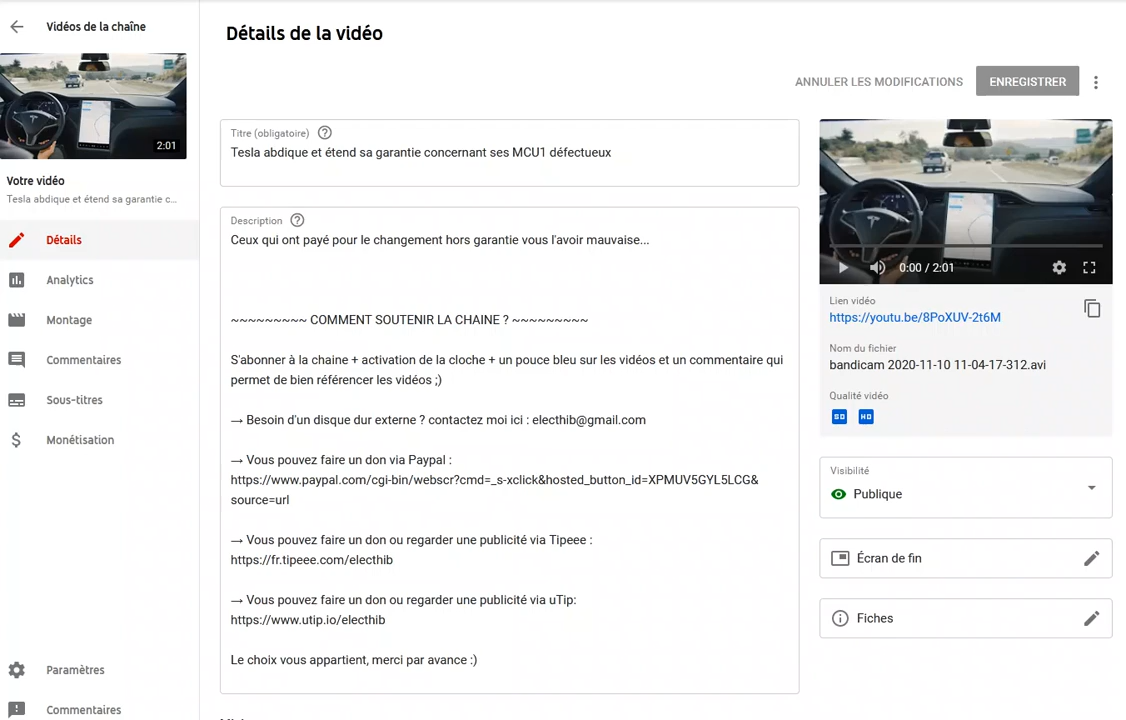 Vidéos de la chaîne
2:01
Votre vidéo
Tesla abdique et étend sa garantie c...
Détails
Analytics
Montage
Commentaires
Sous-titres
Monétisation
Paramètres
Commentaires
Détails de la vidéo
ANNULER LES MODIFICATIONS
ENREGISTRER
Titre (obligatoire)
Tesla abdique et étend sa garantie concernant ses MCU1 défectueux
Description
Ceux qui ont payé pour le changement hors garantie vous l'avoir mauvaise...
~~~~~~~~~ COMMENT SOUTENIR LA CHAINE ? ~~~~~~~~~
S'abonner à la chaine + activation de la cloche + un pouce bleu sur les vidéos et un commentaire qui
permet de bien référencer les vidéos ;)
→ Besoin d'un disque dur externe ? contactez moi ici : electhib@gmail.com
→ Vous pouvez faire un don via Paypal :
https://www.paypal.com/cgi-bin/webscr?cmd=_s-xclick&hosted_button_id=XPMUV5GYL5LCG&
source=url
→ Vous pouvez faire un don ou regarder une publicité via Tipeee :
https://fr.tipeee.com/electhib
→ Vous pouvez faire un don ou regarder une publicité via uTip:
https://www.utip.io/electhib
Le choix vous appartient, merci par avance :)
0:00 / 2:01
Lien vidéo
https://youtu.be/8PoXUV-2t6M
Nom du fichier
bandicam 2020-11-10 11-04-17-312.avi
Qualité vidéo
SD HD
Visibilité
Publique
Écran de fin
Fiches